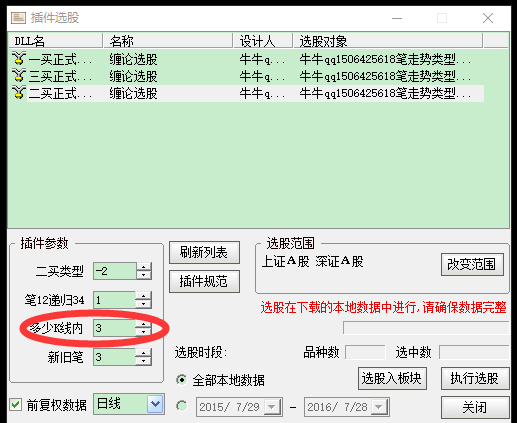 插件选股
DLL名 名称 设计人 选股对象
一买正式... 缠论选股 牛牛q... 牛牛qq1506425618笔走势类型...
三买正式... 缠论选股 牛牛q... 牛牛qq1506425618笔走势类型...
二买正式... 缠论选股 牛牛q... 牛牛qq1506425618笔走势类型...
插件参数
二买类型 -2
笔12递归34 1
多少K线内 3
新旧笔 3
刷新列表
插件规范
选股范围
上证A股 深证A股
改变范围
选股在下载的本地数据中进行,请确保数据完整
选股时段:
品种数
选中数
全部本地数据
选股入板块
执行选股
前复权数据
日线
2015/ 7/29 - 2016/ 7/28
关闭